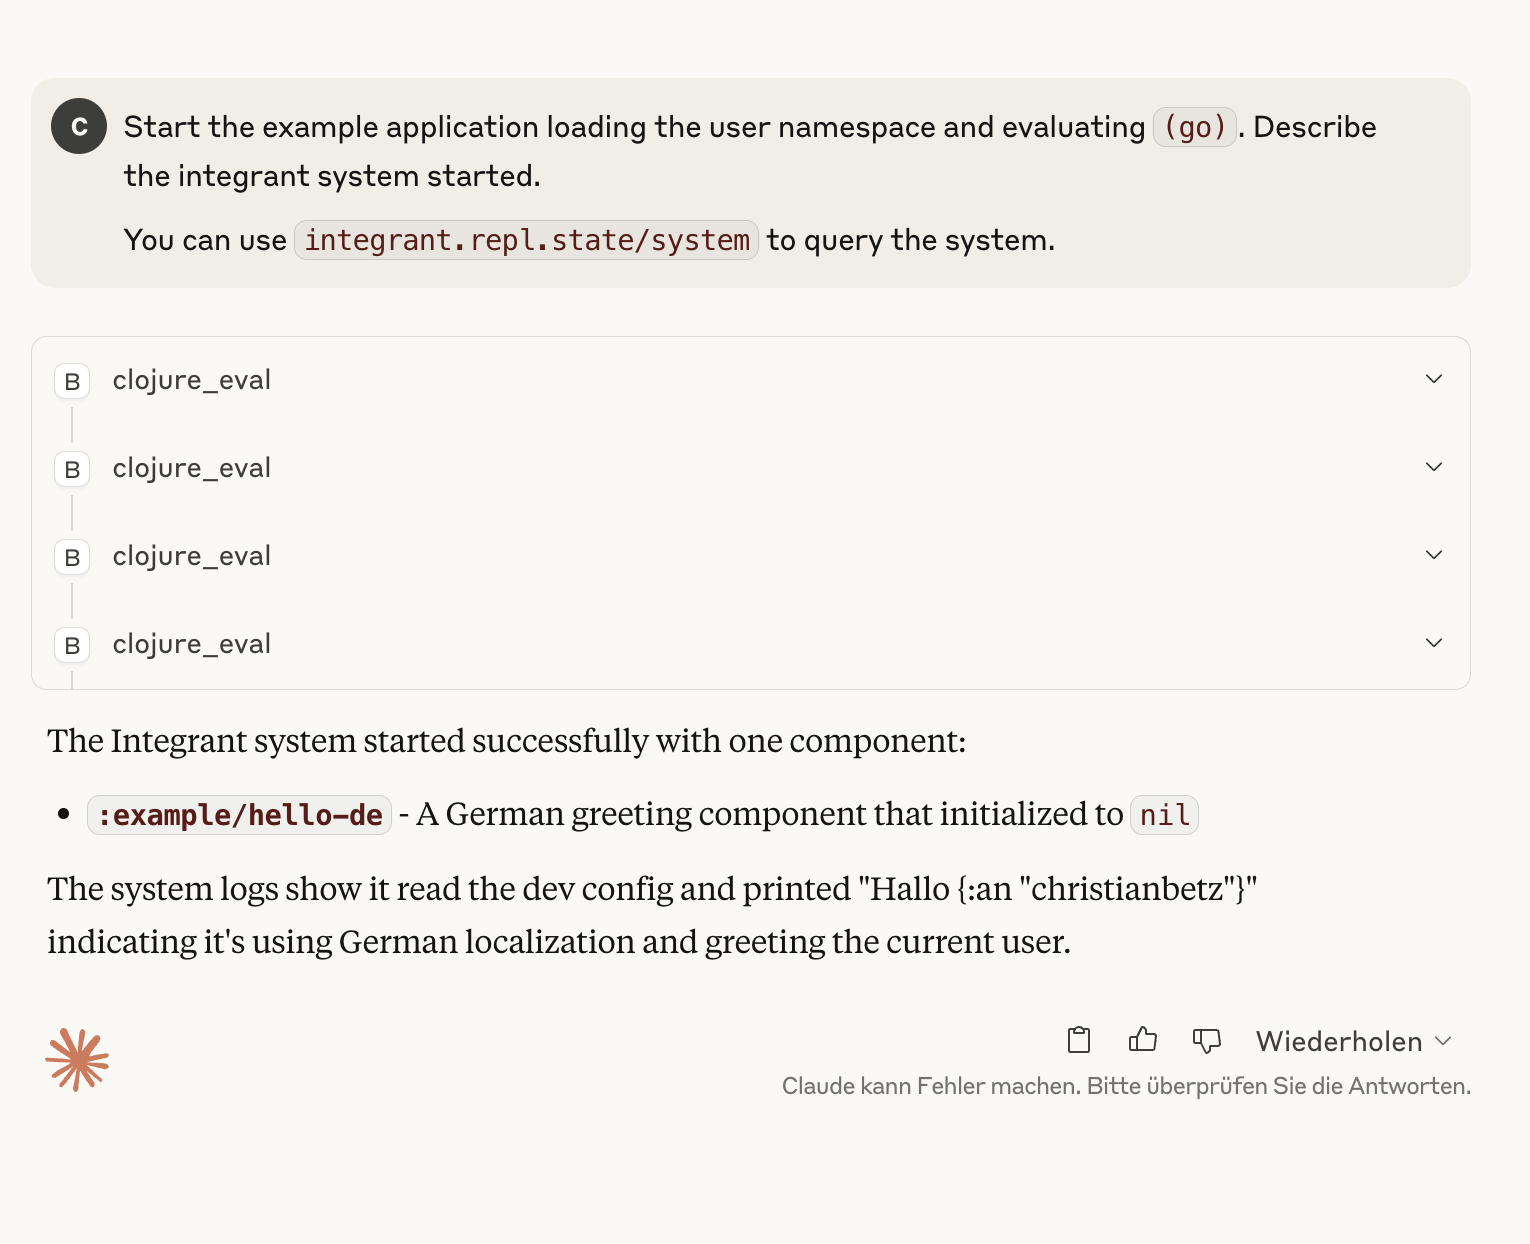 C
Start the example application loading the user namespace and evaluating (go). Describe
the integrant system started.
You can use integrant.repl.state/system to query the system.
B clojure_eval
B clojure_eval
B clojure_eval
B clojure_eval
The Integrant system started successfully with one component:
• :example/hello-de - A German greeting component that initialized to nil
The system logs show it read the dev config and printed "Hallo {:an "christianbetz"}"
indicating it's using German localization and greeting the current user.
Wiederholen
Claude kann Fehler machen. Bitte überprüfen Sie die Antworten.